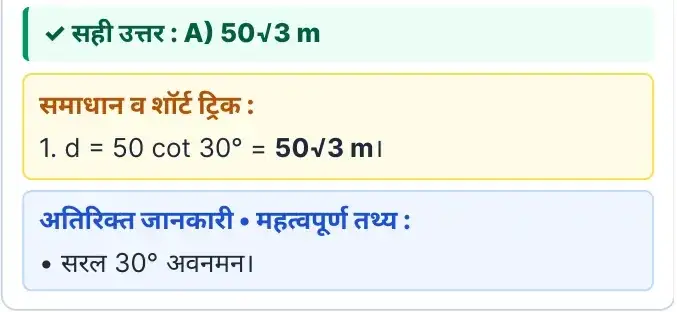 ✓ सही उत्तर : A) 50√3 m
समाधान व शॉर्ट ट्रिक :
1. d = 50 cot 30° = 50√3 m।
अतिरिक्त जानकारी • महत्वपूर्ण तथ्य :
• सरल 30° अवनमन।